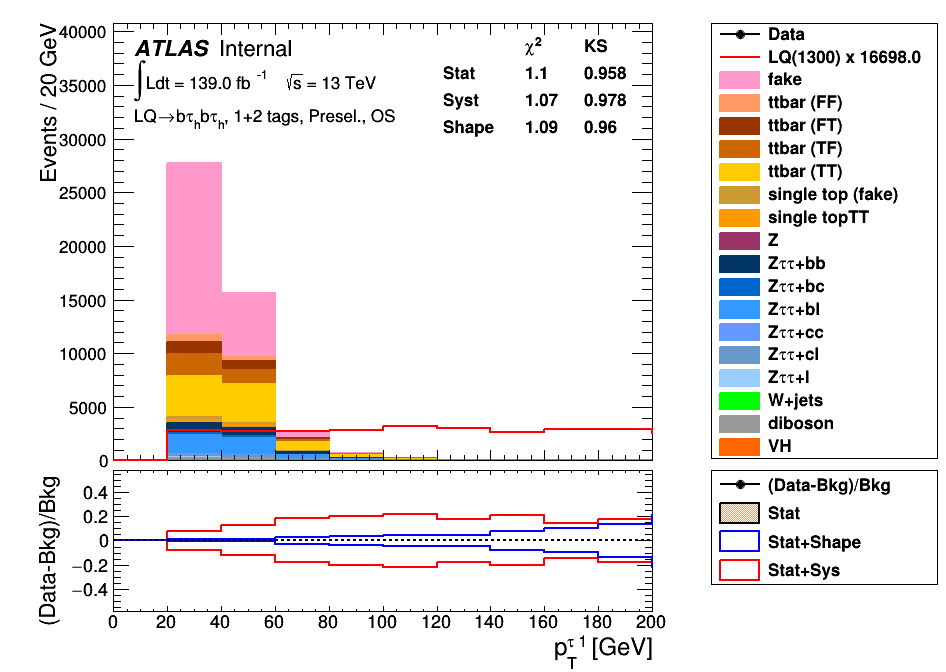 ATLAS Internal
∫Ldt = 139.0 fb⁻¹ √s = 13 TeV
LQ→bτ_h bτ_h, 1+2 tags, Presel., OS
χ² KS
Stat 1.1 0.958
Syst 1.07 0.978
Shape 1.09 0.96
Events / 20 GeV
40000
35000
30000
25000
20000
15000
10000
5000
0
(Data-Bkg)/Bkg
0.4
0.2
0
−0.2
−0.4
0 20 40 60 80 100 120 140 160 180 200
p_T^τ1 [GeV]
Data
LQ(1300) x 16698.0
fake
ttbar (FF)
ttbar (FT)
ttbar (TF)
ttbar (TT)
single top (fake)
single topTT
Z
Zττ+bb
Zττ+bc
Zττ+bl
Zττ+cc
Zττ+cl
Zττ+l
W+jets
diboson
VH
(Data-Bkg)/Bkg
Stat
Stat+Shape
Stat+Sys